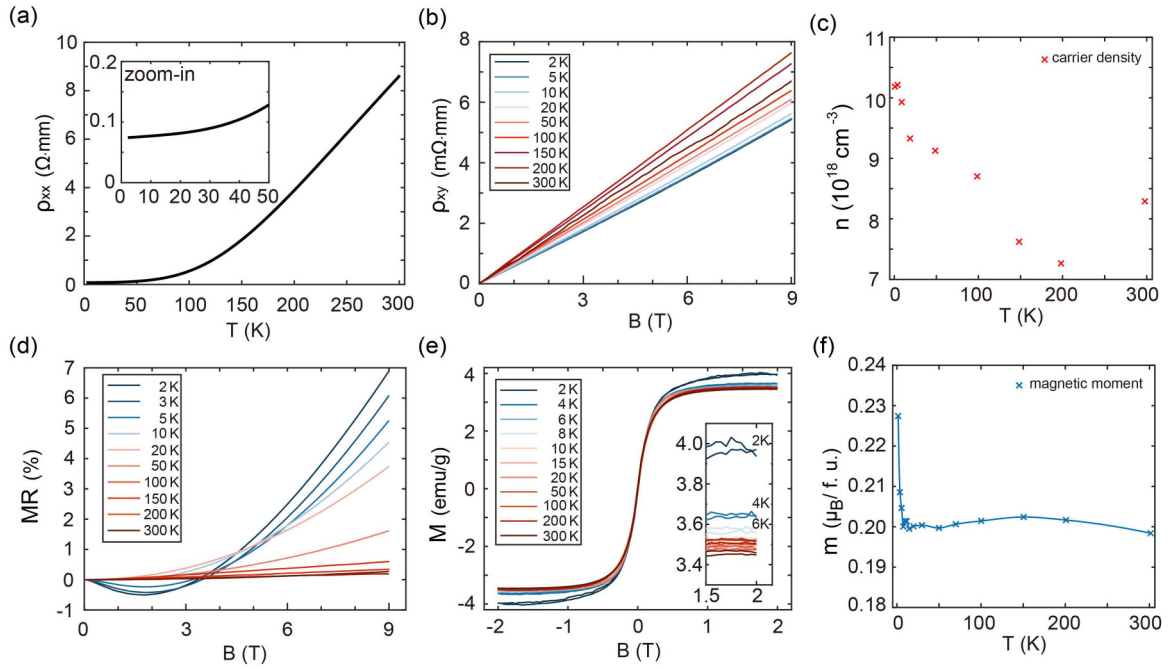 (a)
10
8
6
4
2
0
ρxx (Ω·mm)
0 50 100 150 200 250 300
T (K)
zoom-in
0.2
0.1
0
0 10 20 30 40 50
(b)
8
6
4
2
0
ρxy (mΩ·mm)
0 3 6 9
B (T)
2 K
5 K
10 K
20 K
50 K
100 K
150 K
200 K
300 K
(c)
carrier density
11
10
9
8
7
n (10¹⁸ cm⁻³)
0 100 200 300
T (K)
(d)
7
6
5
4
3
2
1
0
-1
MR (%)
0 3 6 9
B (T)
2 K
3 K
5 K
10 K
20 K
50 K
100 K
150 K
200 K
300 K
(e)
4
3
2
1
0
-1
-2
-3
-4
M (emu/g)
-2 -1 0 1 2
B (T)
2 K
4 K
6 K
8 K
10 K
15 K
20 K
50 K
100 K
200 K
300 K
4.0
3.8
3.6
3.4
1.5 2
2K
4K
6K
(f)
magnetic moment
0.24
0.23
0.22
0.21
0.20
0.19
0.18
m (μB/ f. u.)
0 100 200 300
T (K)